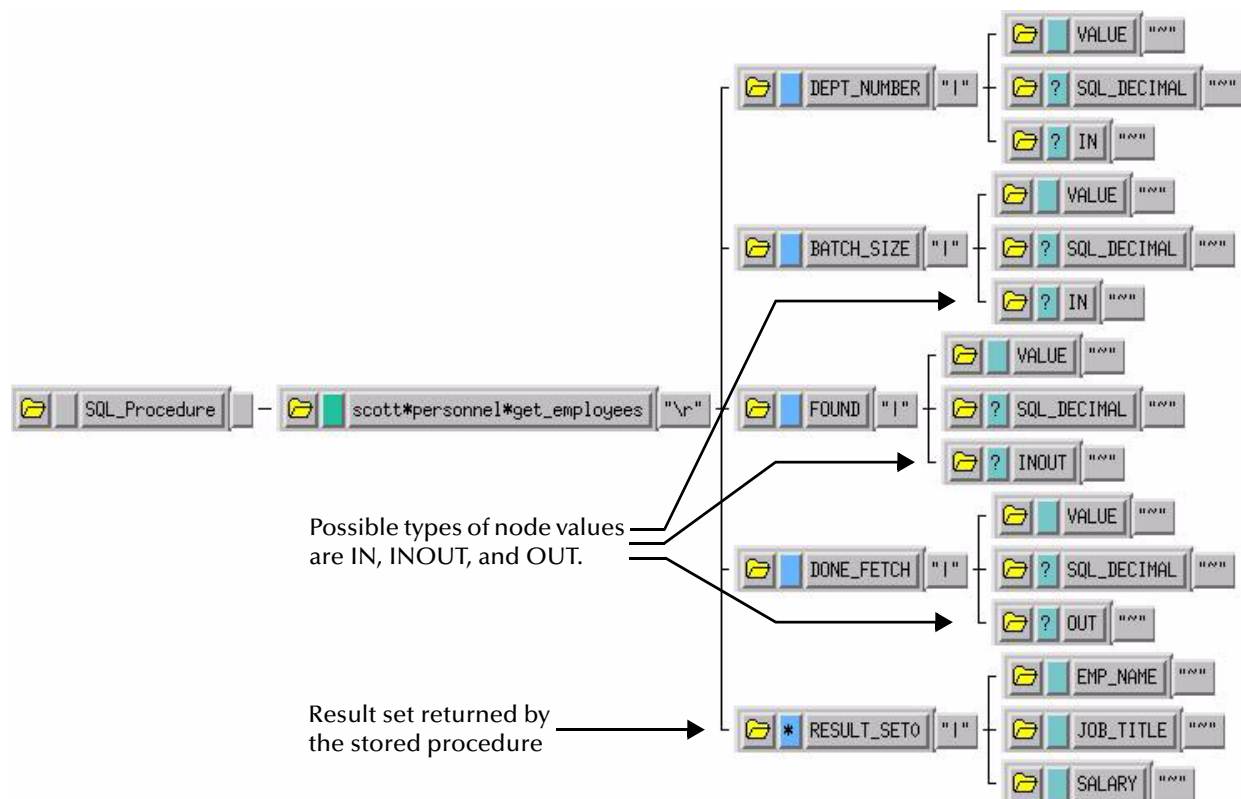 VALUE "~"
DEPT_NUMBER "|" ? SQL_DECIMAL "~"
? IN "~"
VALUE "~"
BATCH_SIZE "|" ? SQL_DECIMAL "~"
? IN "~"
VALUE "~"
SQL_Procedure scott*personnel*get_employees "\r" FOUND "|" ? SQL_DECIMAL "~"
? INOUT "~"
Possible types of node values
are IN, INOUT, and OUT.
VALUE "~"
DONE_FETCH "|" ? SQL_DECIMAL "~"
? OUT "~"
Result set returned by
the stored procedure
EMP_NAME "~"
* RESULT_SET0 "|" JOB_TITLE "~"
SALARY "~"